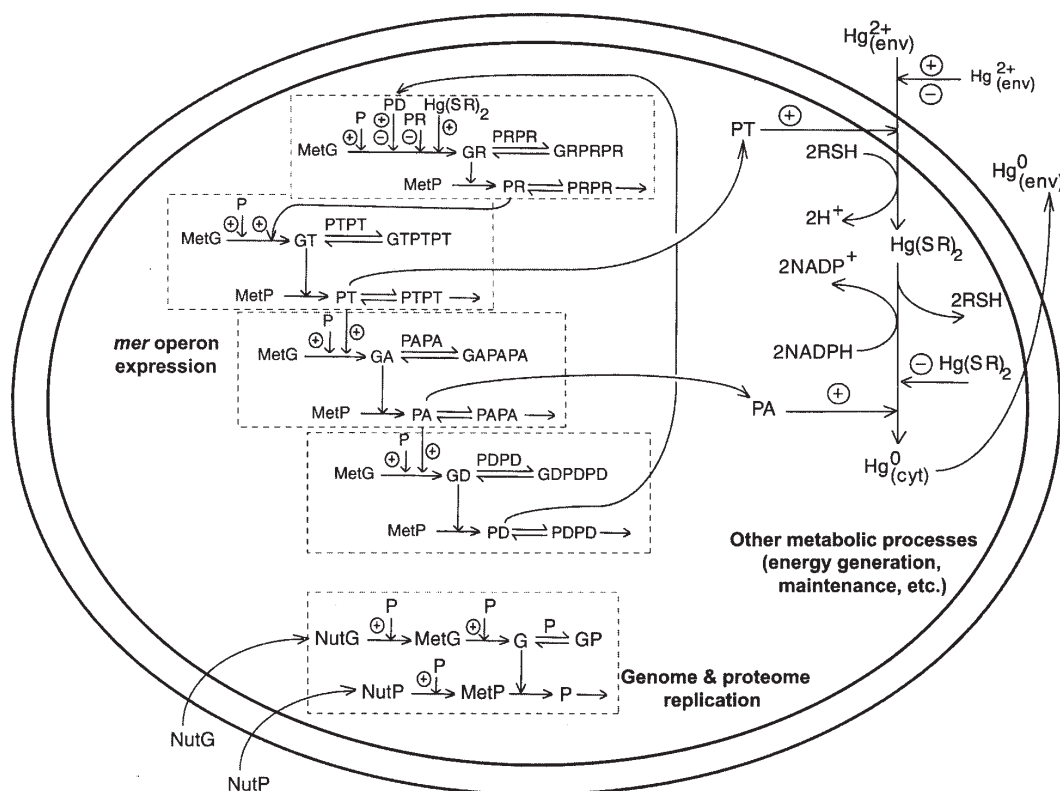 Hg2+(env)
Hg2+(env)
+
−
PT
+
2RSH
2H+
Hg(SR)2
2NADP+
2RSH
2NADPH
− Hg(SR)2
PA
+
Hg0(cyt)
Hg0(env)
PD Hg(SR)2
P + PR
+ − − +
MetG GR PRPR GRPRPR
MetP PR PRPR
P
+ +
MetG GT PTPT GTPTPT
MetP PT PTPT
P
+ +
MetG GA PAPA GAPAPA
MetP PA PAPA
P
+ +
MetG GD PDPD GDPDPD
MetP PD PDPD
mer operon
expression
Other metabolic processes
(energy generation,
maintenance, etc.)
P P
+ +
NutG MetG G P GP
+ P
NutP MetP P
Genome & proteome
replication
NutG
NutP